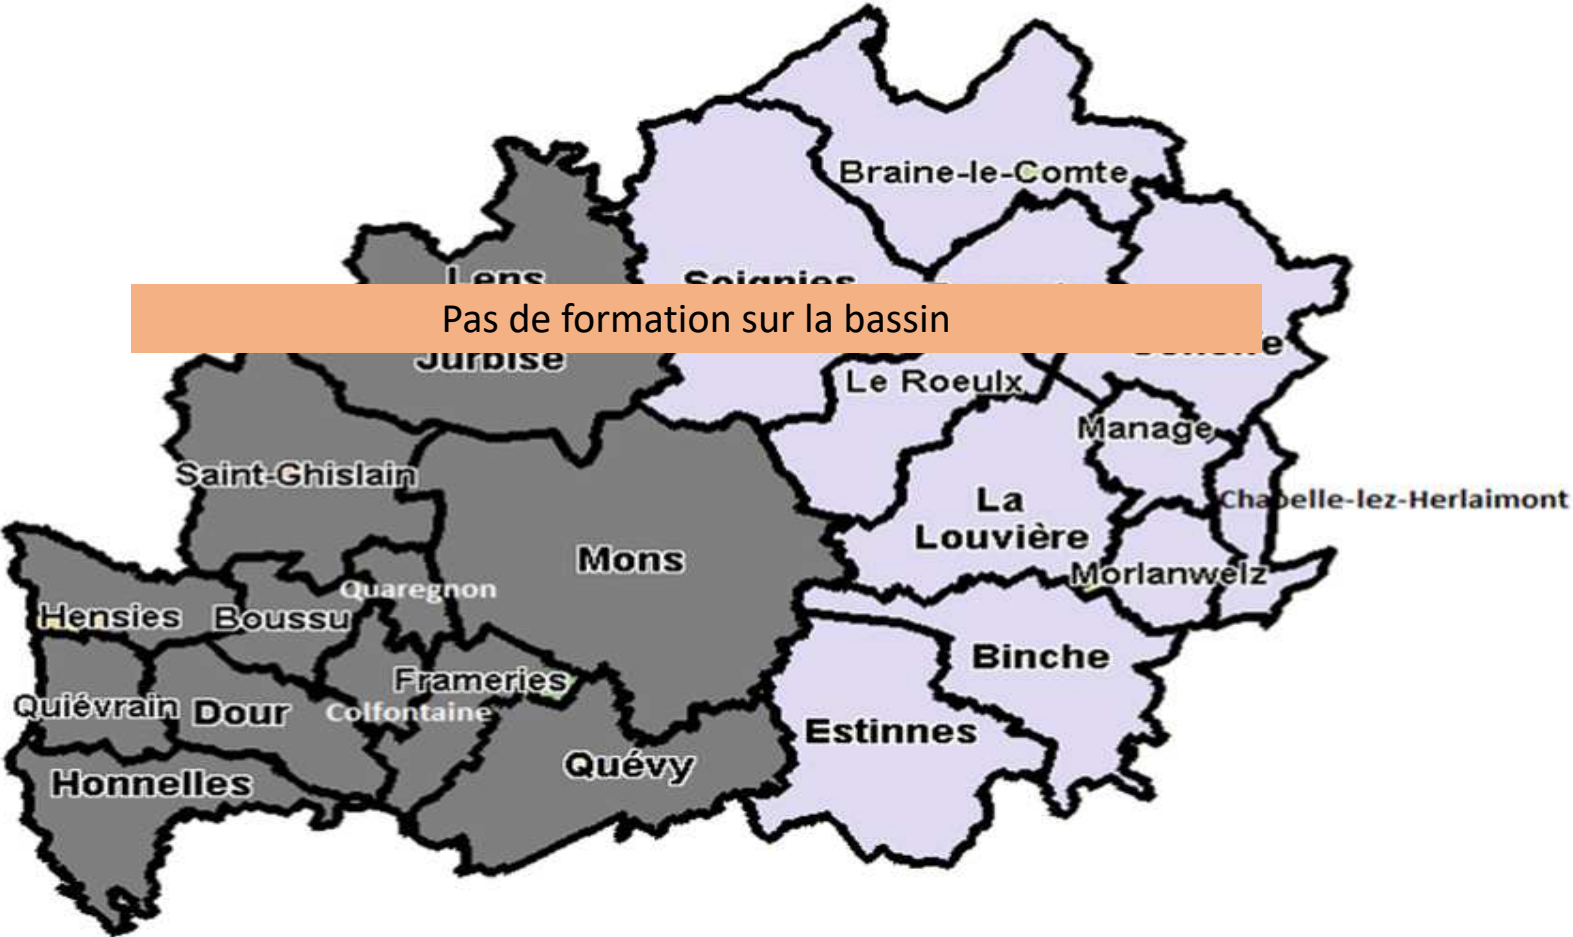 Braine-le-Comte
Lens
Soignies
Pas de formation sur la bassin
Jurbise
Le Roeulx
Manage
Saint-Ghislain
La
Louvière
Chapelle-lez-Herlaimont
Mons
Morlanwelz
Quaregnon
Hensies
Boussu
Binche
Frameries
Quiévrain
Dour
Colfontaine
Estinnes
Quévy
Honnelles